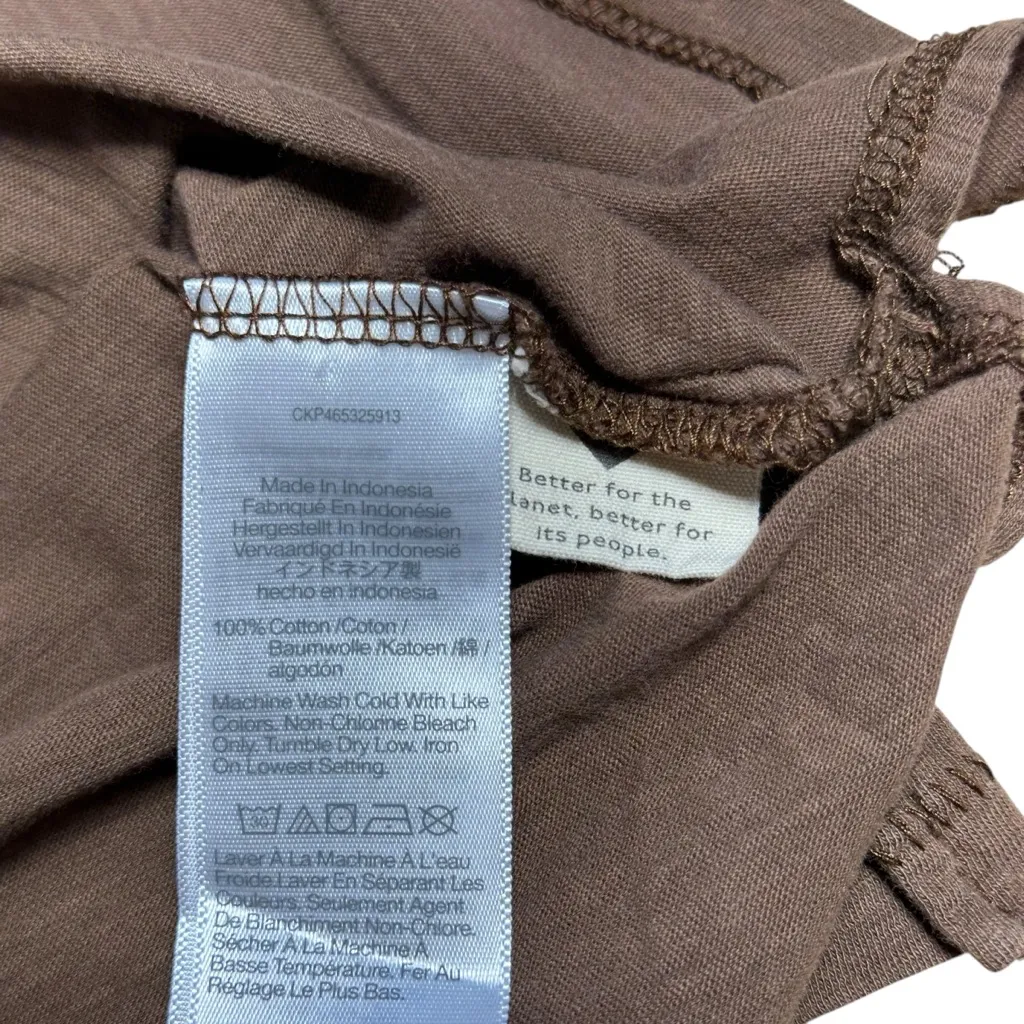 CKP465325913
Made In Indonesia
Fabriqué En Indonésie
Hergestellt In Indonesien
Vervaardigd In Indonesië
インドネシア製
hecho en indonesia
100% Cotton /Coton /
Baumwolle /Katoen /綿 /
algodón
Machine Wash Cold With Like
Colors. Non-Chlorine Bleach
Only. Tumble Dry Low. Iron
On Lowest Setting.
30
Laver À La Machine À L'eau
Froide.Laver En Séparant Les
Couleurs. Seulement Agent
De Blanchiment Non-Chlore.
Sécher À La Machine À
Basse Température. Fer Au
Réglage Le Plus Bas.
Better for the
lanet, better for
its people.